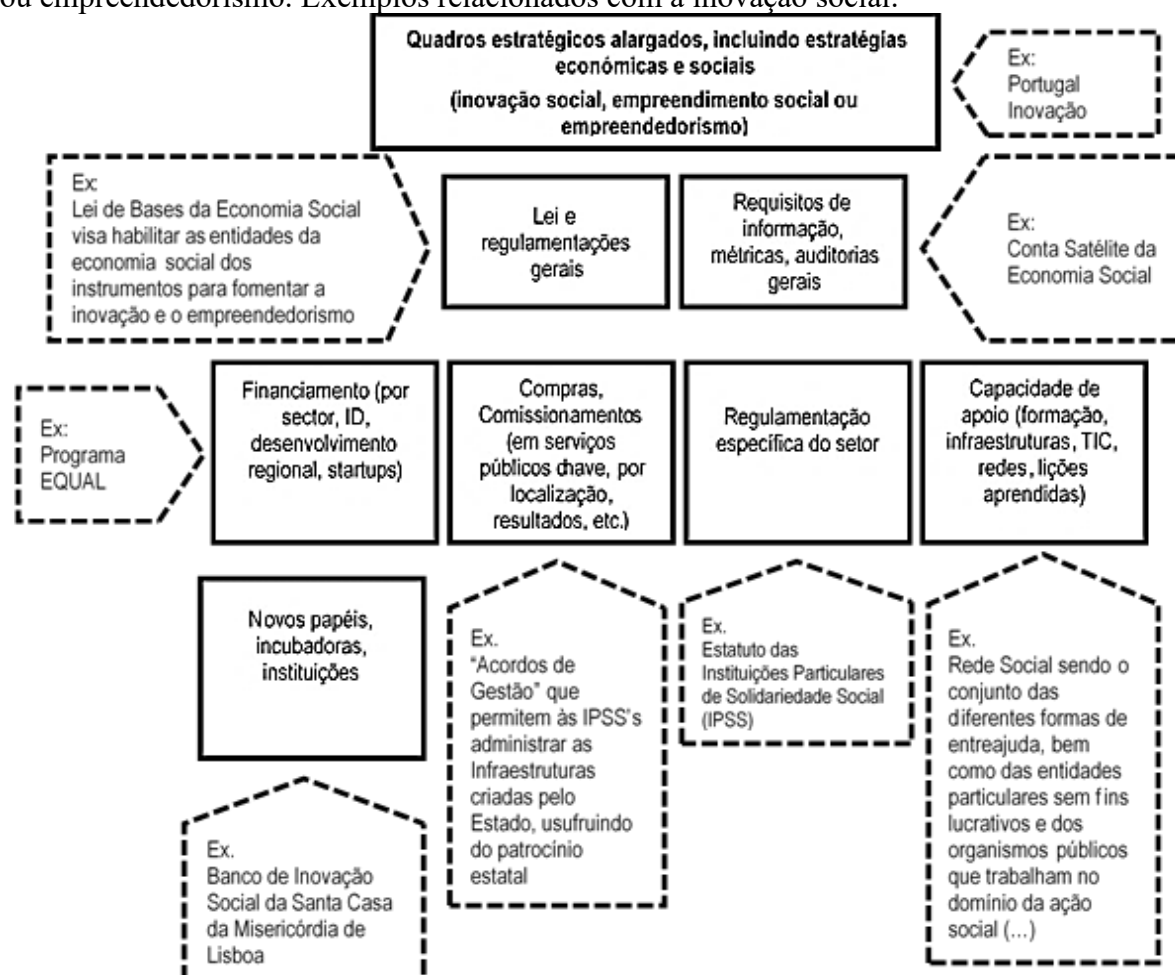 ou empreendedorismo. Exemplos relacionados com a inovação social.
Quadros estratégicos alargados, incluindo estratégias
económicas e sociais
(inovação social, empreendimento social ou
empreendedorismo)
Ex:
Portugal
Inovação
Ex:
Lei de Bases da Economia Social
visa habilitar as entidades da
economia social dos
instrumentos para fomentar a
inovação e o empreendedorismo
Lei e
regulamentações
gerais
Requisitos de
informação,
métricas, auditorias
gerais
Ex:
Conta Satélite da
Economia Social
Ex:
Programa
EQUAL
Financiamento (por
sector, ID,
desenvolvimento
regional, startups)
Compras,
Comissionamentos
(em serviços
públicos chave, por
localização,
resultados, etc.)
Regulamentação
específica do setor
Capacidade de
apoio (formação,
infraestruturas, TIC,
redes, lições
aprendidas)
Novos papéis,
incubadoras,
instituições
Ex.
"Acordos de
Gestão" que
permitem às IPSS's
administrar as
Infraestruturas
criadas pelo
Estado, usufruindo
do patrocínio
estatal
Ex.
Estatuto das
Instituições Particulares
de Solidariedade Social
(IPSS)
Ex.
Rede Social sendo o
conjunto das
diferentes formas de
entreajuda, bem
como das entidades
particulares sem fins
lucrativos e dos
organismos públicos
que trabalham no
domínio da ação
social (...)
Ex.
Banco de Inovação
Social da Santa Casa
da Misericórdia de
Lisboa